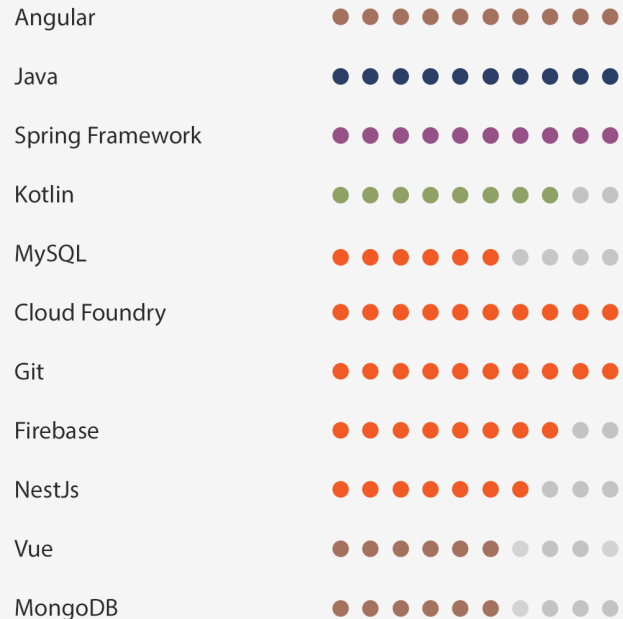 Angular
Java
Spring Framework
Kotlin
MySQL
Cloud Foundry
Git
Firebase
NestJs
Vue
MongoDB